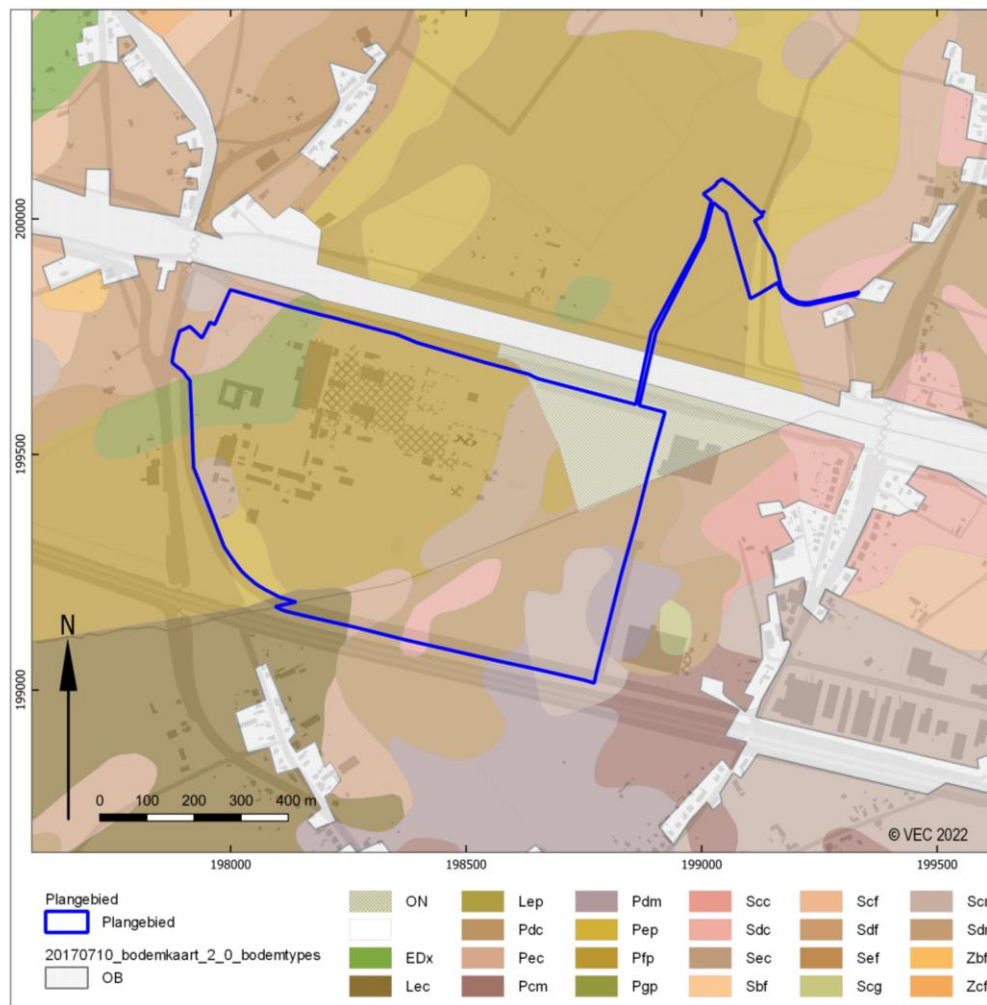 200000
199500
199000
N
0 100 200 300 400 m
© VEC 2022
198000 198500 199000 199500
Plangebied
Plangebied
20170710_bodemkaart_2_0_bodemtypes
OB
ON Lep Pdm Scc Scf Scm
Pdc Pep Sdc Sdf
EDx Pec Pfp Sec Sef Zbf
Lec Pcm Pgp Sbf Scg Zcf